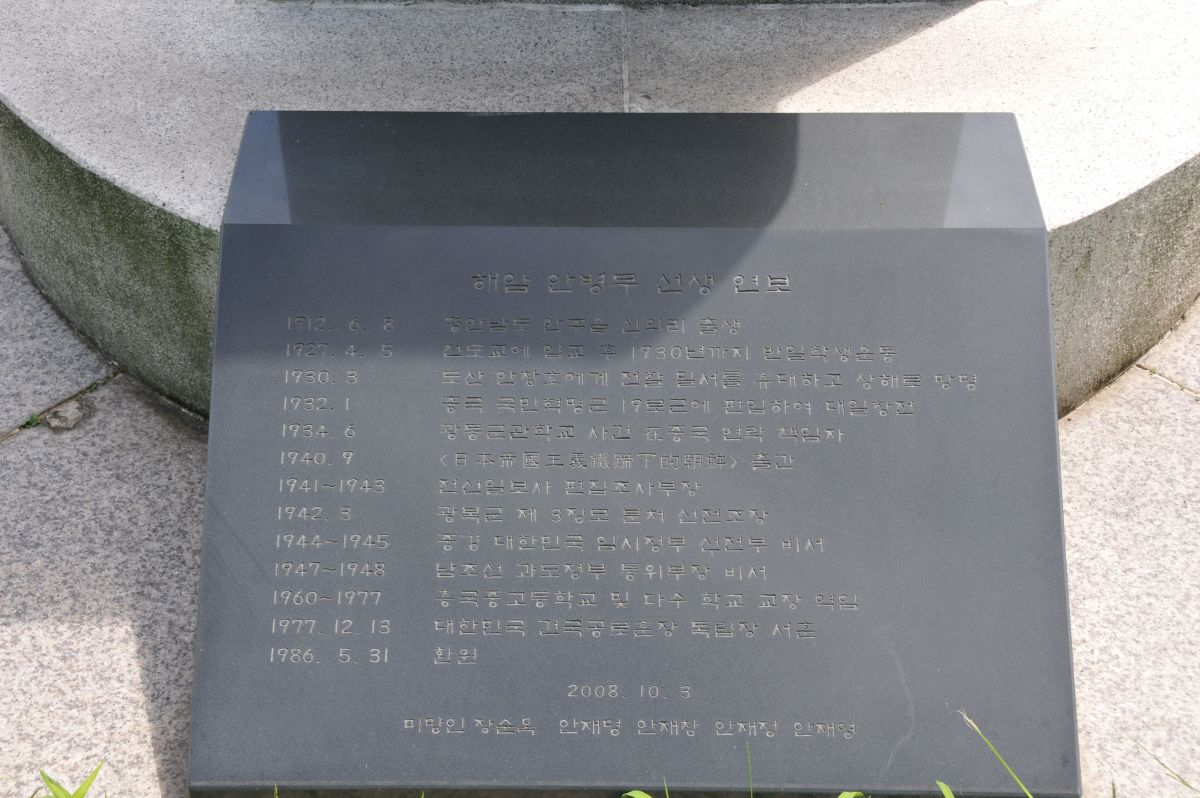 해암 안병무 선생 연보
1912. 6. 8 평안남도 안주읍 신의리 출생
1927. 4. 5 천도교에 입교 후 1930년까지 반일학생운동
1930. 3 도산 안창호에게 전할 밀서를 휴대하고 상해로 망명
1932. 1 중국 국민혁명군 19로군에 편입하여 대일항전
1934. 6 광동군관학교 사건 在중국 연락 책임자
1940. 9 <日本帝國主義鐵蹄下的朝鮮> 출간
1941~1943 전선일보사 편집조사부장
1942. 3 광복군 제 3징모 분처 선전조장
1944~1945 중경 대한민국 임시정부 선전부 비서
1947~1948 남조선 과도정부 통위부장 비서
1960~1977 흥국중고등학교 및 다수 학교 교장 역임
1977. 12. 13 대한민국 건국공로훈장 독립장 서훈
1986. 5. 31 환원
2008. 10. 3
미망인 장순옥 안재명 안재창 안재정 안재영